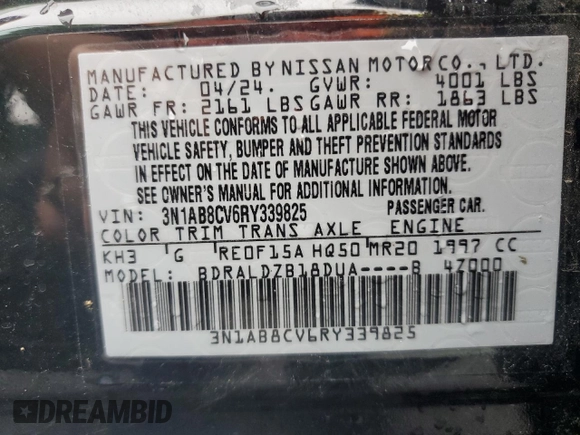 MANUFACTURED BY NISSAN MOTOR CO., LTD.
DATE: 04/24. GVWR: 4001 LBS
GAWR FR: 2161 LBS GAWR RR: 1863 LBS
THIS VEHICLE CONFORMS TO ALL APPLICABLE FEDERAL MOTOR
VEHICLE SAFETY, BUMPER AND THEFT PREVENTION STANDARDS
IN EFFECT ON THE DATE OF MANUFACTURE SHOWN ABOVE.
SEE OWNER'S MANUAL FOR ADDITIONAL INFORMATION.
VIN: 3N1AB8CV6RY339825 PASSENGER CAR.
COLOR TRIM TRANS AXLE ENGINE
KH3 G RE0F15A HQ50 MR20 1997 CC
MODEL: BDRALDZB18DUA----B 4Z000
3N1AB8CV6RY339825
DREAMBID